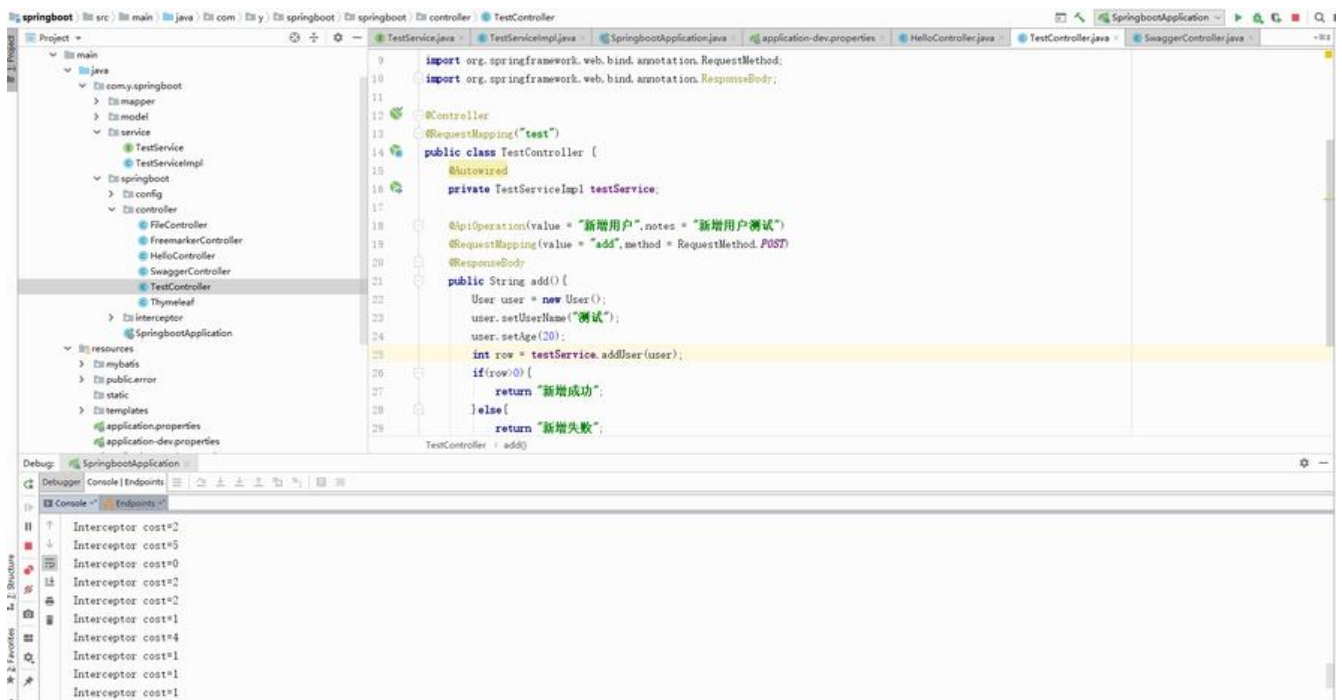 springboot src main java com y springboot springboot controller TestController
SpringbootApplication
1: Project
Project
TestService.java TestServiceImpl.java SpringbootApplication.java application-dev.properties HelloController.java TestController.java SwaggerController.java
main
java
com.y.springboot
mapper
model
service
TestService
TestServiceImpl
springboot
config
controller
FileController
FreemarkerController
HelloController
SwaggerController
TestController
Thymeleaf
interceptor
SpringbootApplication
resources
mybatis
public.error
static
templates
application.properties
application-dev.properties
9 import org.springframework.web.bind.annotation.RequestMethod;
10 import org.springframework.web.bind.annotation.ResponseBody;
11
12 @Controller
13 @RequestMapping("test")
14 public class TestController {
15 @Autowired
16 private TestServiceImpl testService;
17
18 @ApiOperation(value = "新增用户",notes = "新增用户测试")
19 @RequestMapping(value = "add",method = RequestMethod.POST)
20 @ResponseBody
21 public String add(){
22 User user = new User();
23 user.setUserName("测试");
24 user.setAge(20);
25 int row = testService.addUser(user);
26 if(row>0){
27 return "新增成功";
28 }else{
29 return "新增失败";
TestController › add()
Debug: SpringbootApplication
Debugger Console | Endpoints
Console Endpoints
Interceptor cost=2
Interceptor cost=5
Interceptor cost=0
Interceptor cost=2
Interceptor cost=2
Interceptor cost=1
Interceptor cost=4
Interceptor cost=1
Interceptor cost=1
Interceptor cost=1
Z: Structure
2: Favorites